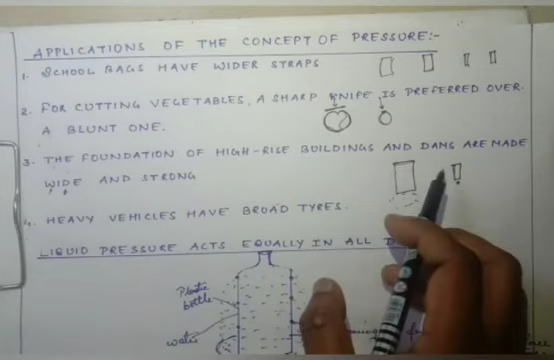 APPLICATIONS OF THE CONCEPT OF PRESSURE:-
1. SCHOOL BAGS HAVE WIDER STRAPS
2. FOR CUTTING VEGETABLES, A SHARP KNIFE IS PREFERRED OVER
A BLUNT ONE.
3. THE FOUNDATION OF HIGH-RISE BUILDINGS AND DAMS ARE MADE
WIDE AND STRONG
4. HEAVY VEHICLES HAVE BROAD TYRES.
LIQUID PRESSURE ACTS EQUALLY IN ALL
Plastic
bottle
water